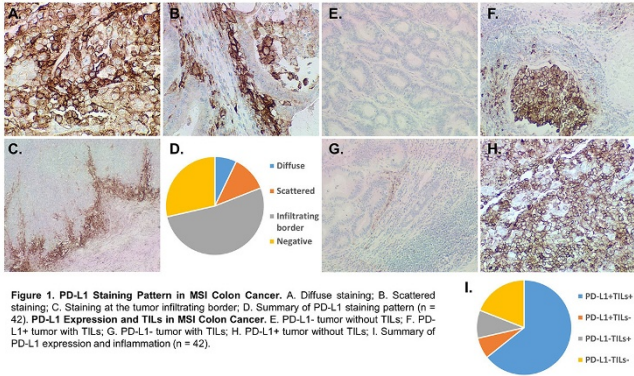 A.
B.
E.
F.
C.
D.
Diffuse
Scattered
Infiltrating
border
Negative
G.
H.
Figure 1. PD-L1 Staining Pattern in MSI Colon Cancer. A. Diffuse staining; B. Scattered
staining; C. Staining at the tumor infiltrating border; D. Summary of PD-L1 staining pattern (n =
42). PD-L1 Expression and TILs in MSI Colon Cancer. E. PD-L1- tumor without TILs; F. PD-
L1+ tumor with TILs; G. PD-L1- tumor with TILs; H. PD-L1+ tumor without TILs; I. Summary of
PD-L1 expression and inflammation (n = 42).
I.
PD-L1+TILs+
PD-L1+TILs-
PD-L1-TILs+
PD-L1-TILs-